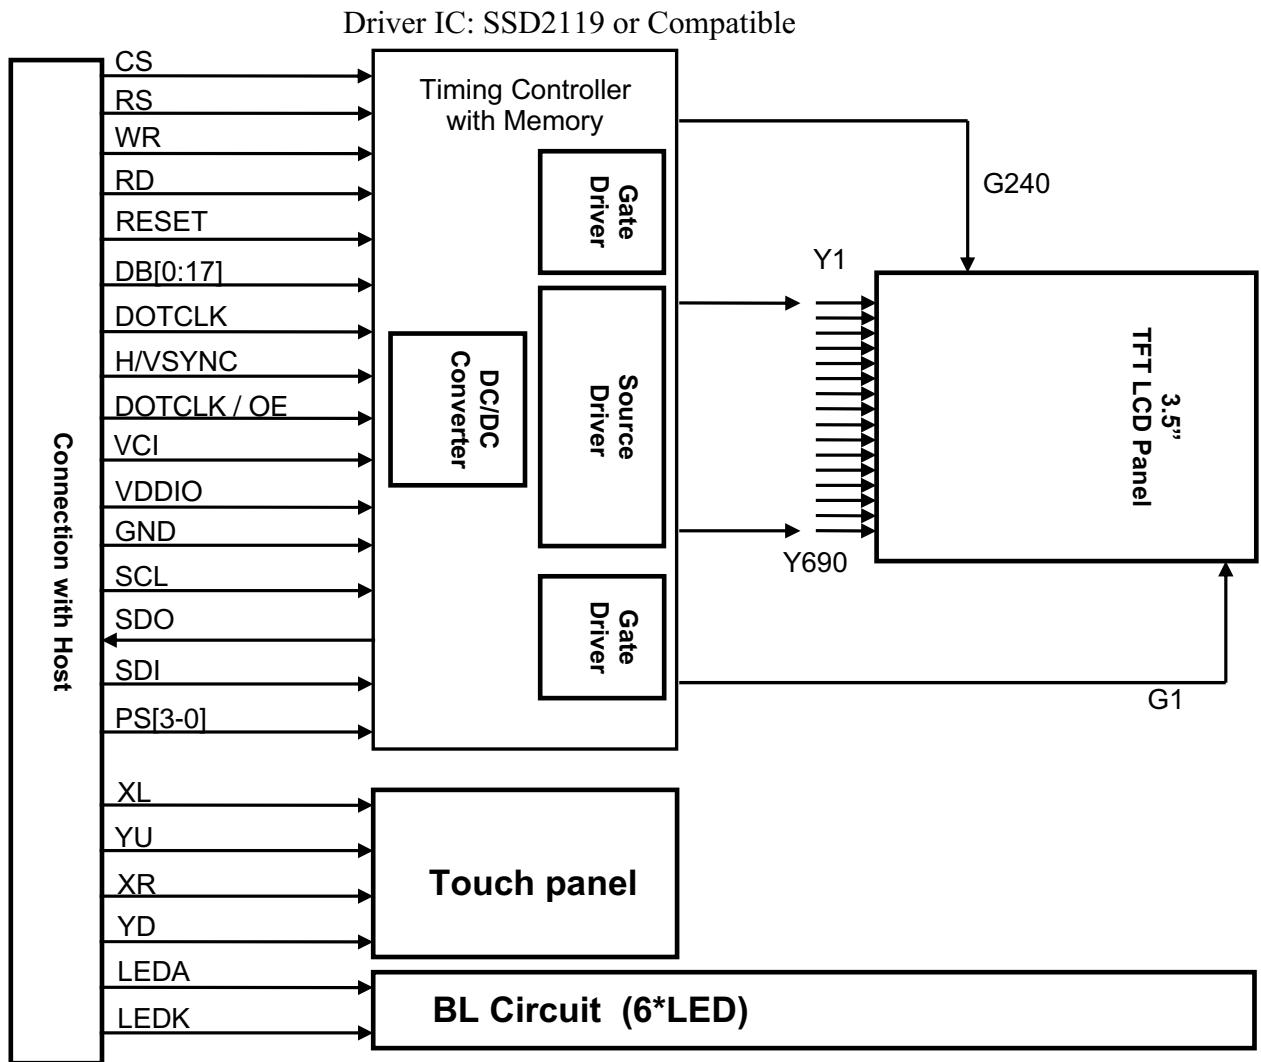 Driver IC: SSD2119 or Compatible
CS
RS
WR
RD
RESET
DB[0:17]
DOTCLK
H/VSYNC
DOTCLK / OE
VCI
VDDIO
GND
SCL
SDO
SDI
PS[3-0]
XL
YU
XR
YD
LEDA
LEDK
Connection with Host
Timing Controller
with Memory
Gate
Driver
DC/DC
Converter
Source
Driver
Gate
Driver
G240
Y1
Y690
G1
3.5”
TFT LCD Panel
Touch panel
BL Circuit (6*LED)